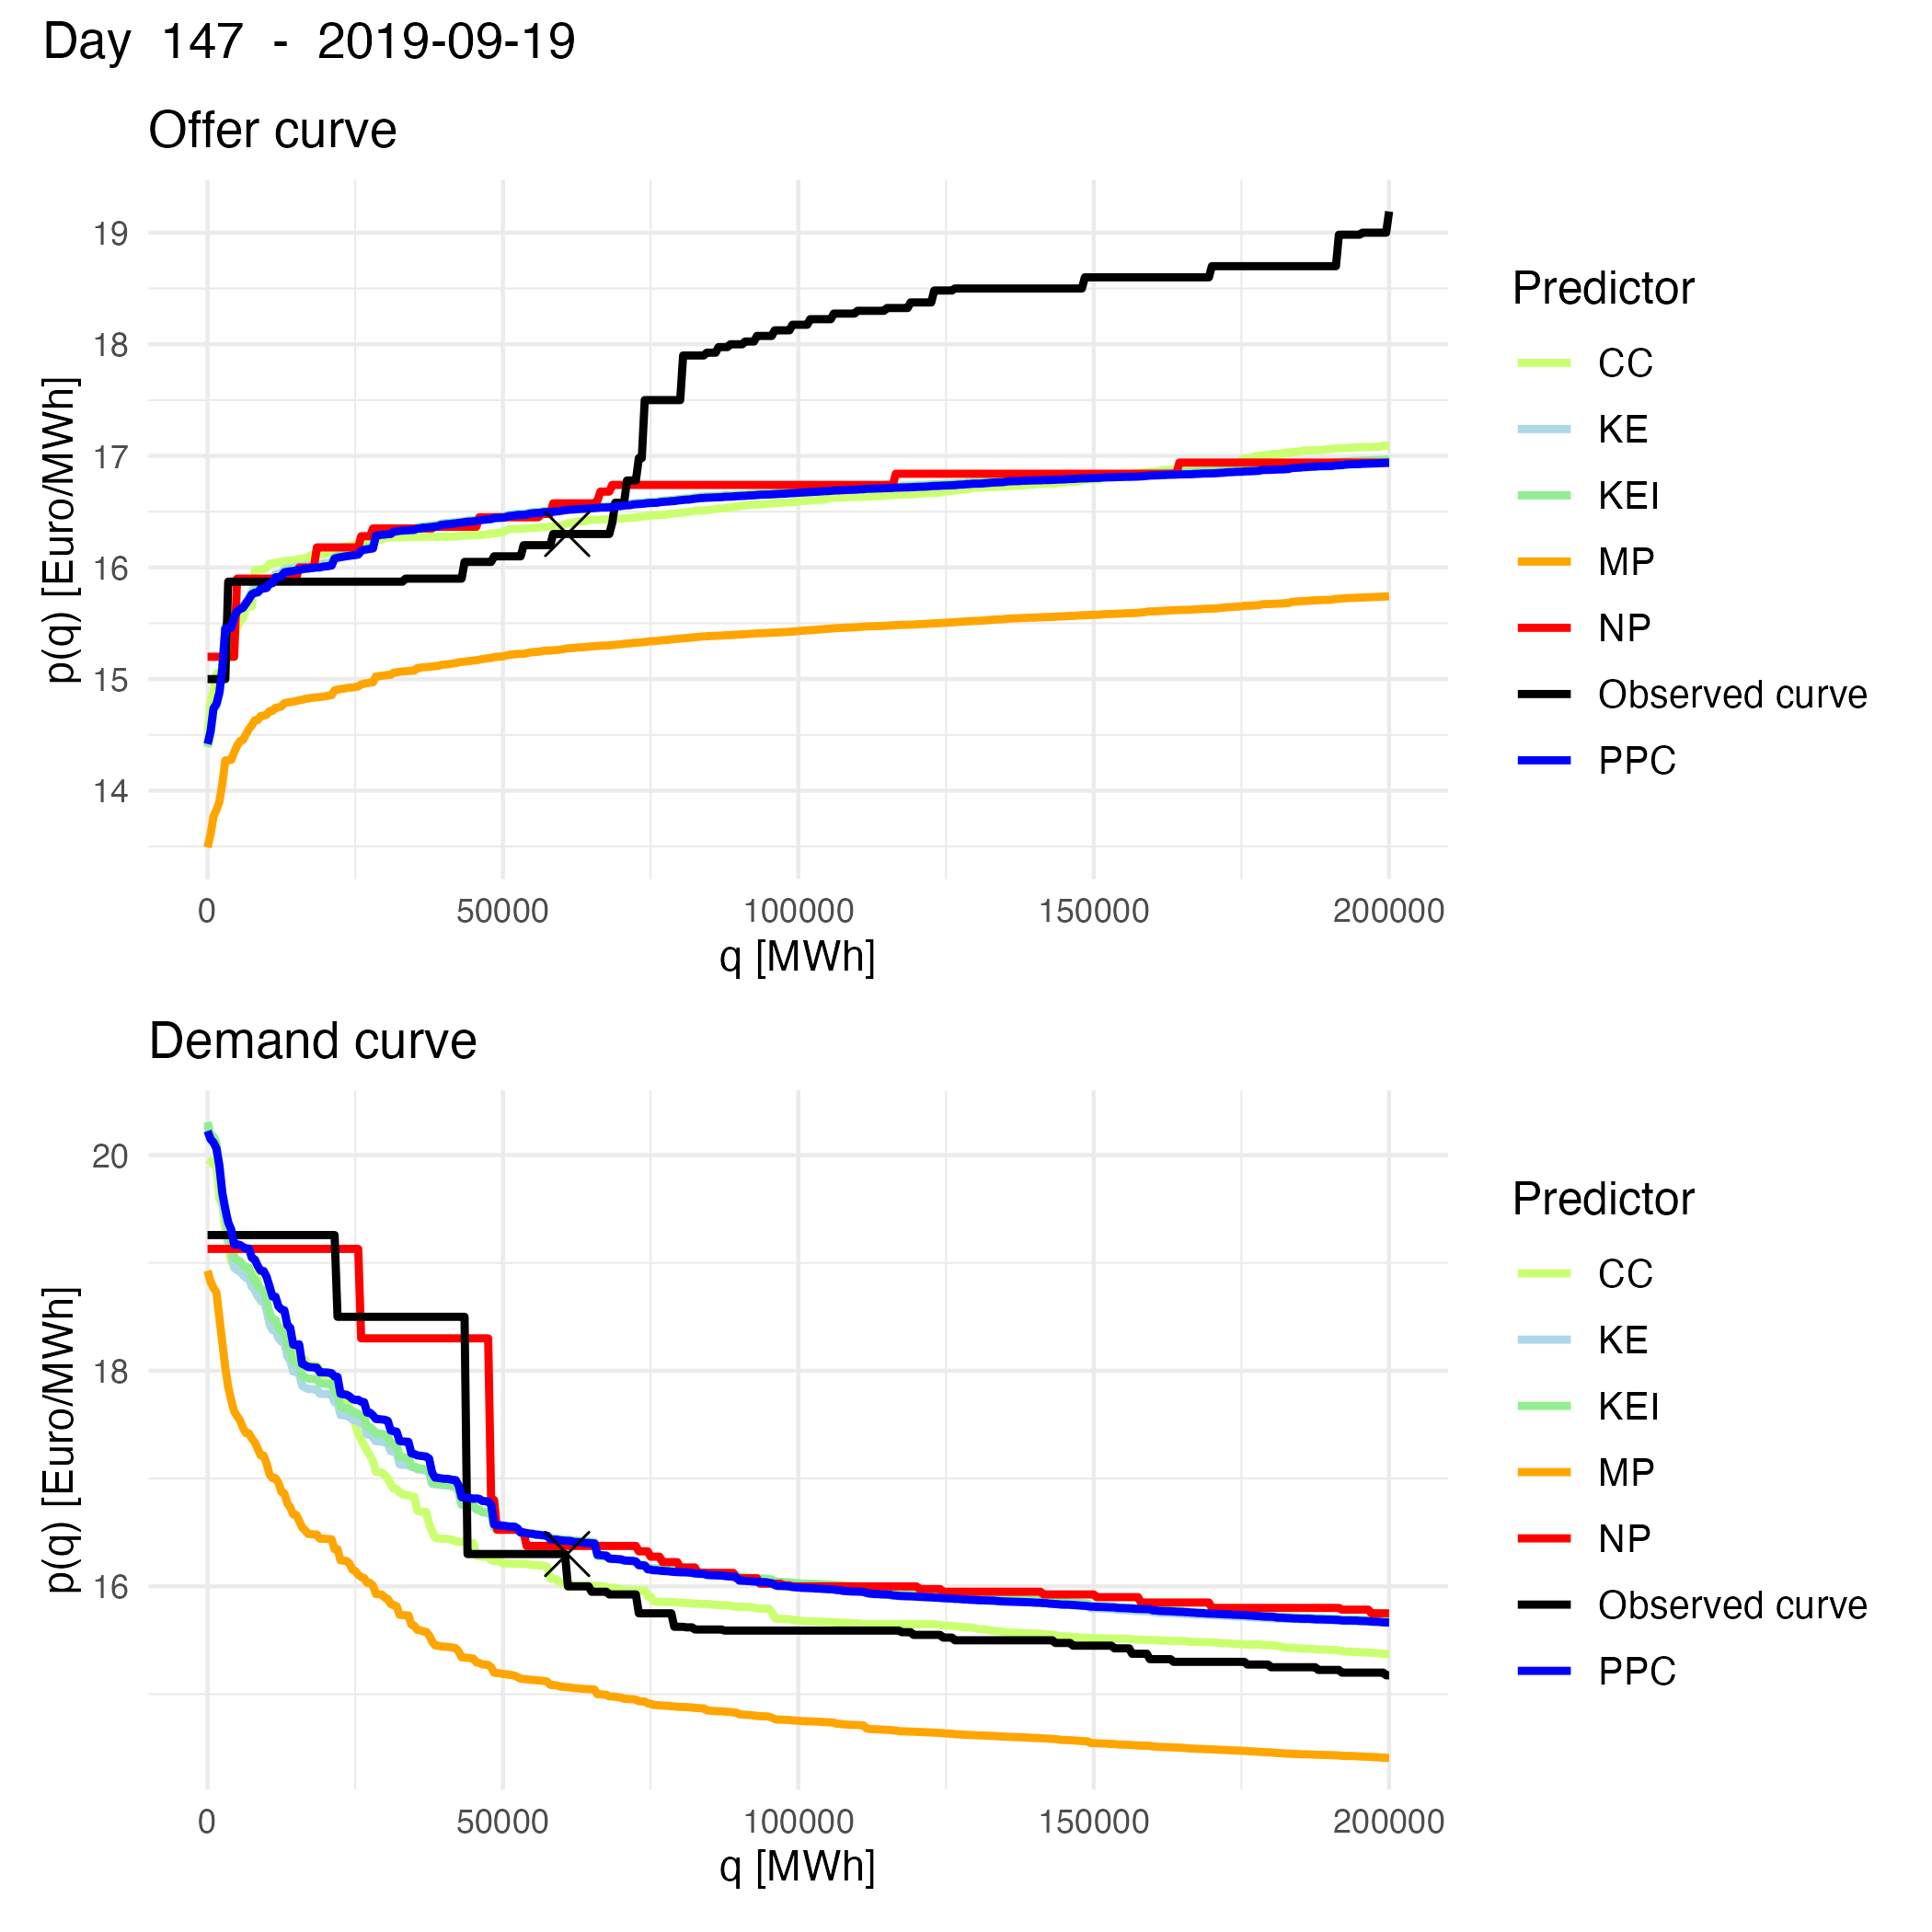 Day 147 - 2019-09-19
Offer curve
19
18
17
16
15
14
p(q) [Euro/MWh]
0 50000 100000 150000 200000
q [MWh]
Predictor
CC
KE
KEI
MP
NP
Observed curve
PPC
Demand curve
20
18
16
p(q) [Euro/MWh]
0 50000 100000 150000 200000
q [MWh]
Predictor
CC
KE
KEI
MP
NP
Observed curve
PPC